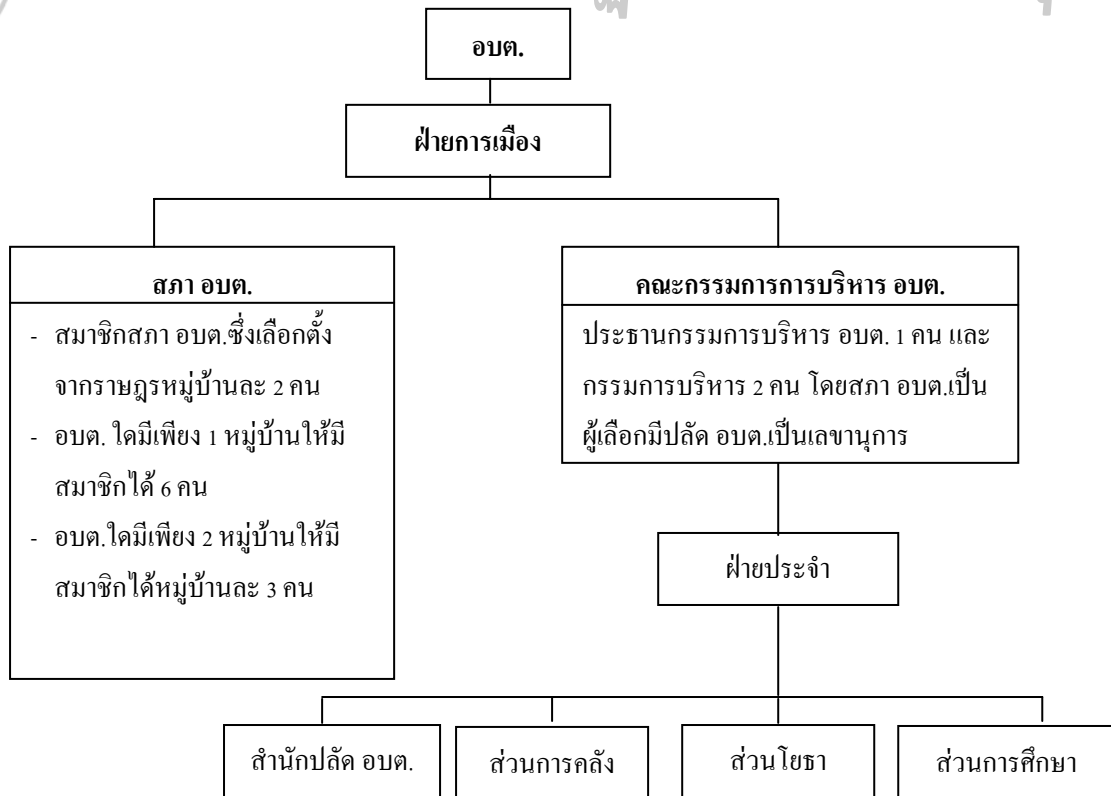 อบต.
ฝ่ายการเมือง
สภา อบต.
- สมาชิกสภา อบต.ซึ่งเลือกตั้ง
จากราษฎรหมู่บ้านละ 2 คน
- อบต. ใดมีเพียง 1 หมู่บ้านให้มี
สมาชิกได้ 6 คน
- อบต.ใดมีเพียง 2 หมู่บ้านให้มี
สมาชิกได้หมู่บ้านละ 3 คน
คณะกรรมการการบริหาร อบต.
ประธานกรรมการบริหาร อบต. 1 คน และ
กรรมการบริหาร 2 คน โดยสภา อบต.เป็น
ผู้เลือกมีปลัด อบต.เป็นเลขานุการ
ฝ่ายประจำ
สำนักปลัด อบต.
ส่วนการคลัง
ส่วนโยธา
ส่วนการศึกษา